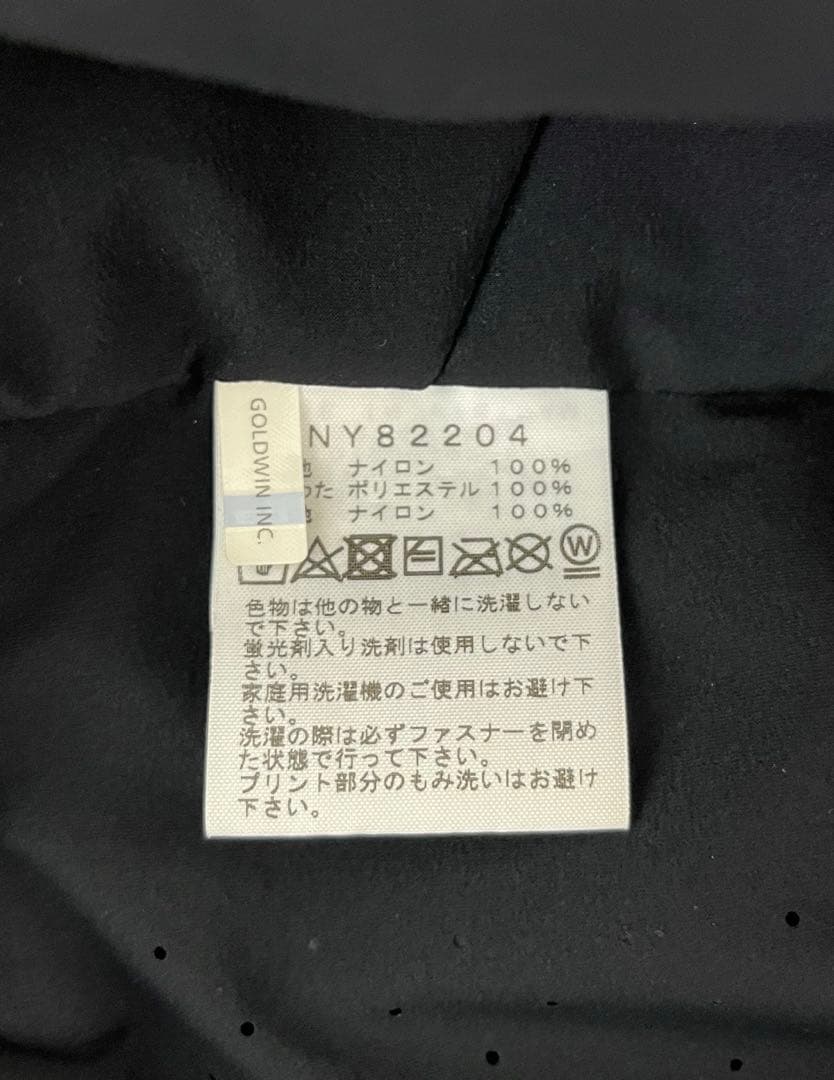 GOLDWIN INC.
NY82204
地 ナイロン 100%
わた ポリエステル 100%
地 ナイロン 100%
W
色物は他の物と一緒に洗濯しない
で下さい。
蛍光剤入り洗剤は使用しないで下
さい。
家庭用洗濯機のご使用はお避け下
さい。
洗濯の際は必ずファスナーを閉め
た状態で行って下さい。
プリント部分のもみ洗いはお避け
下さい。